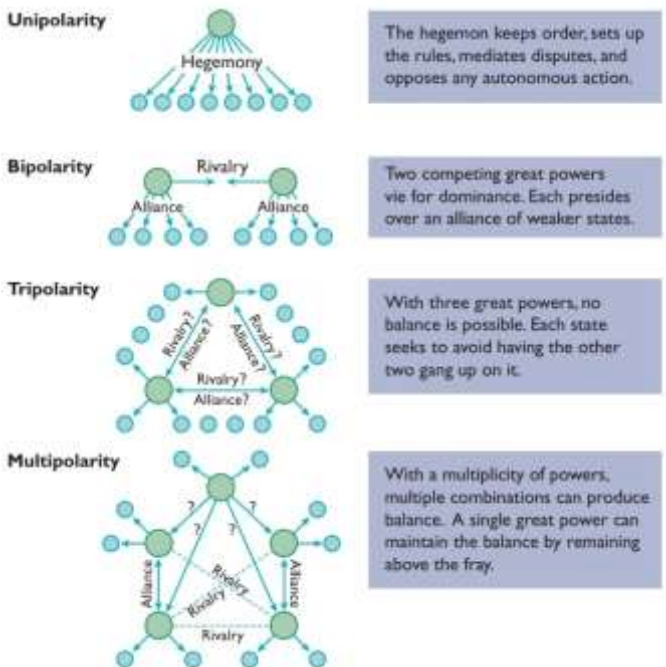 Unipolarity
Hegemony
The hegemon keeps order, sets up
the rules, mediates disputes, and
opposes any autonomous action.
Bipolarity
Rivalry
Alliance
Alliance
Two competing great powers
vie for dominance. Each presides
over an alliance of weaker states.
Tripolarity
Rivalry?
Alliance?
Rivalry?
Alliance?
Rivalry?
Alliance?
With three great powers, no
balance is possible. Each state
seeks to avoid having the other
two gang up on it.
Multipolarity
?
?
?
?
Alliance
Rivalry
Rivalry
Alliance
Rivalry
With a multiplicity of powers,
multiple combinations can produce
balance. A single great power can
maintain the balance by remaining
above the fray.